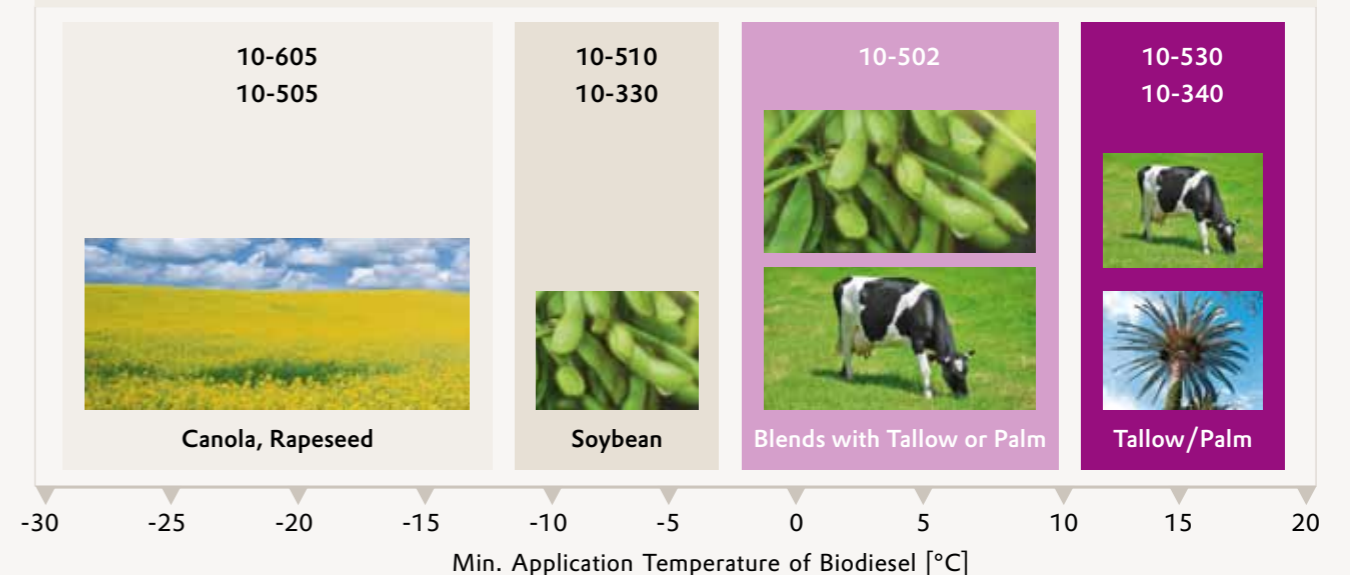 10-605
10-505
Canola, Rapeseed
10-510
10-330
Soybean
10-502
Blends with Tallow or Palm
10-530
10-340
Tallow/Palm
-30 -25 -20 -15 -10 -5 0 5 10 15 20
Min. Application Temperature of Biodiesel [°C]